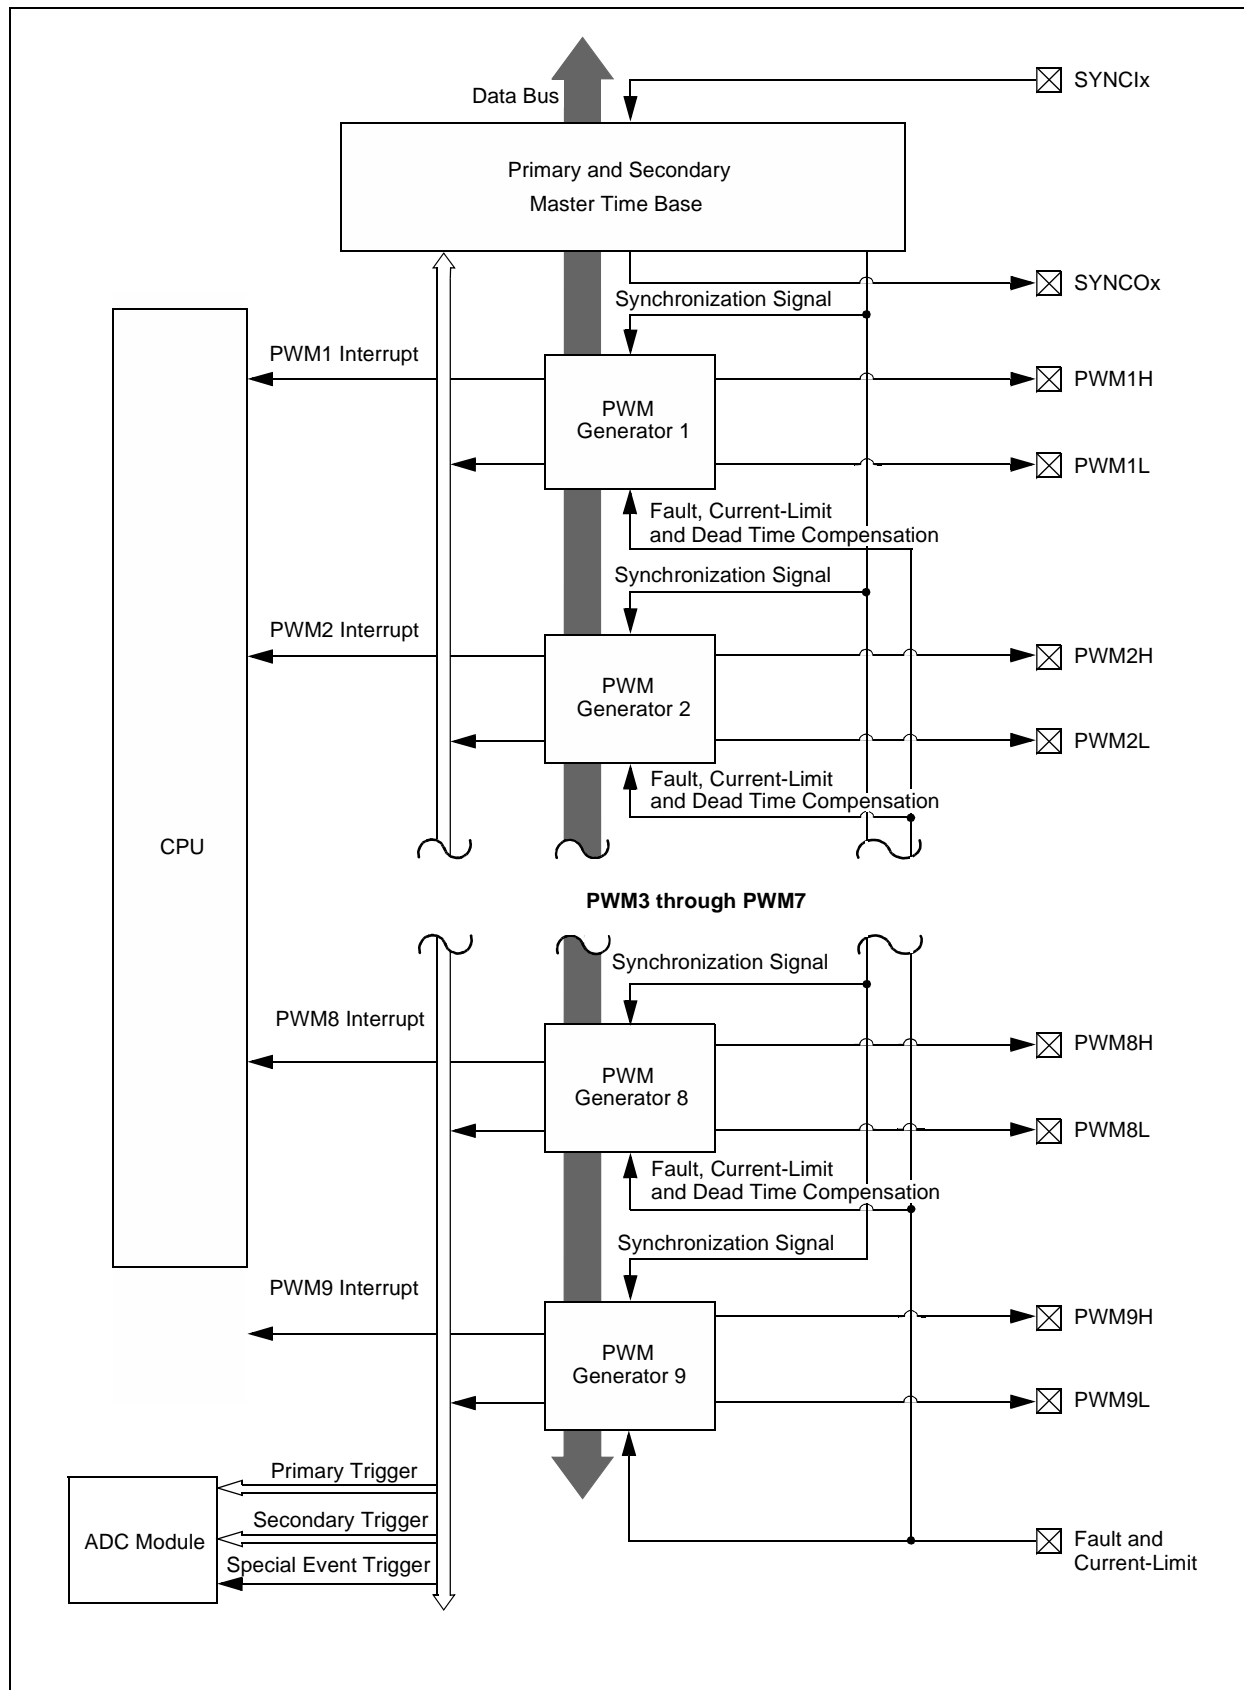 SYNCIx
Data Bus
Primary and Secondary
Master Time Base
SYNCOx
Synchronization Signal
PWM1 Interrupt
PWM1H
PWM
Generator 1
PWM1L
Fault, Current-Limit
and Dead Time Compensation
Synchronization Signal
PWM2 Interrupt
PWM2H
PWM
Generator 2
PWM2L
Fault, Current-Limit
and Dead Time Compensation
CPU
PWM3 through PWM7
Synchronization Signal
PWM8 Interrupt
PWM8H
PWM
Generator 8
PWM8L
Fault, Current-Limit
and Dead Time Compensation
Synchronization Signal
PWM9 Interrupt
PWM9H
PWM
Generator 9
PWM9L
Primary Trigger
Secondary Trigger
ADC Module
Special Event Trigger
Fault and
Current-Limit